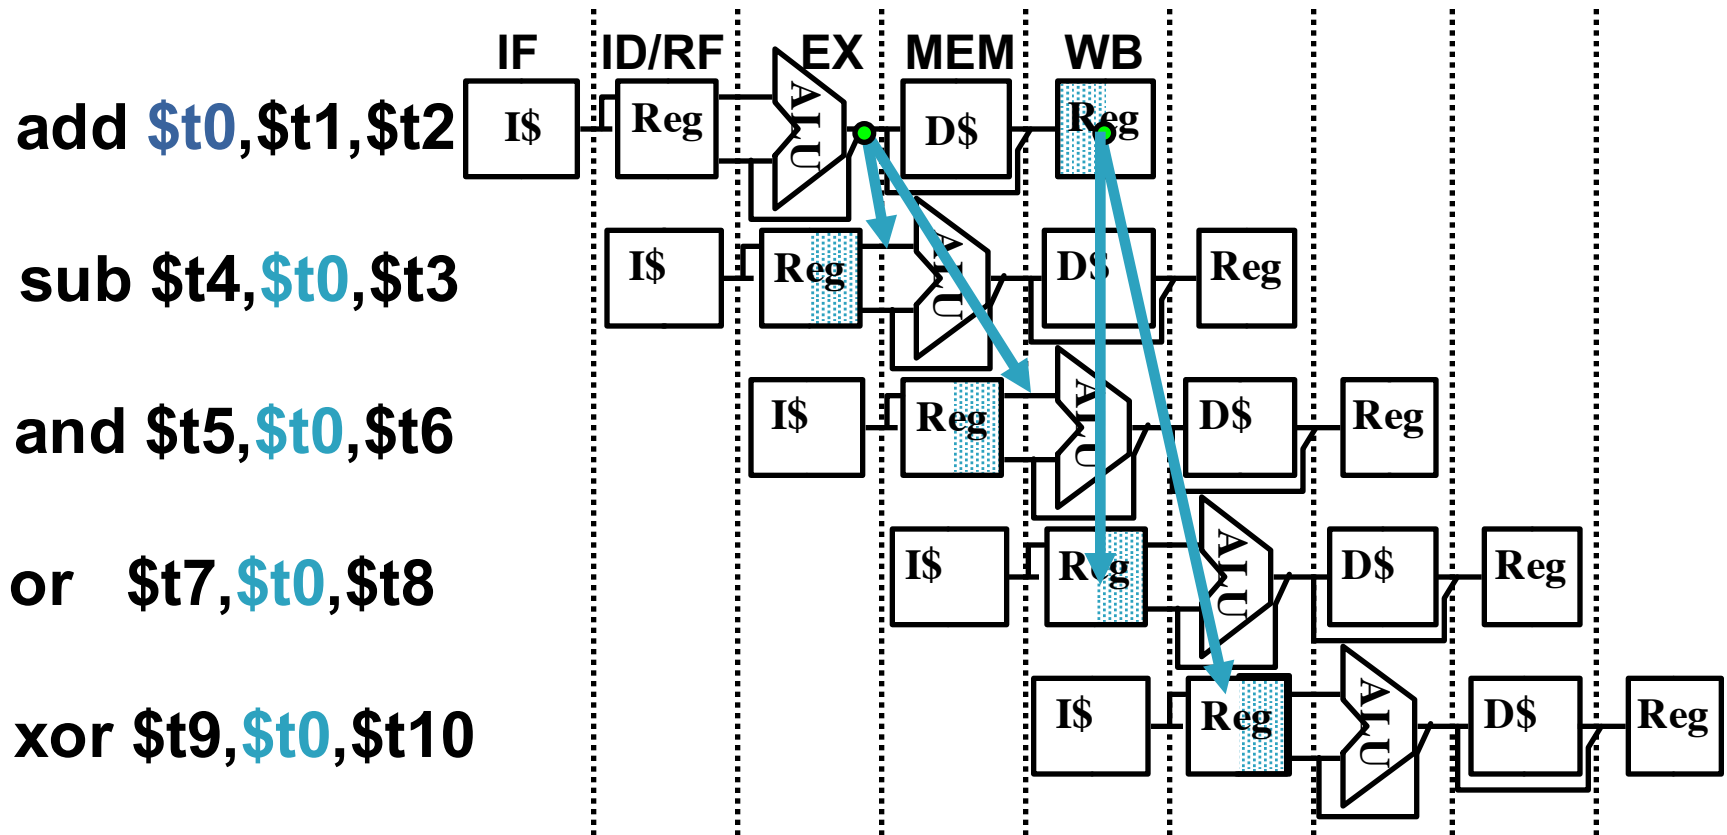 IF ID/RF EX MEM WB
add $t0,$t1,$t2 I$ Reg ALU D$ Reg
sub $t4,$t0,$t3 I$ Reg ALU D$ Reg
and $t5,$t0,$t6 I$ Reg ALU D$ Reg
or $t7,$t0,$t8 I$ Reg ALU D$ Reg
xor $t9,$t0,$t10 I$ Reg ALU D$ Reg